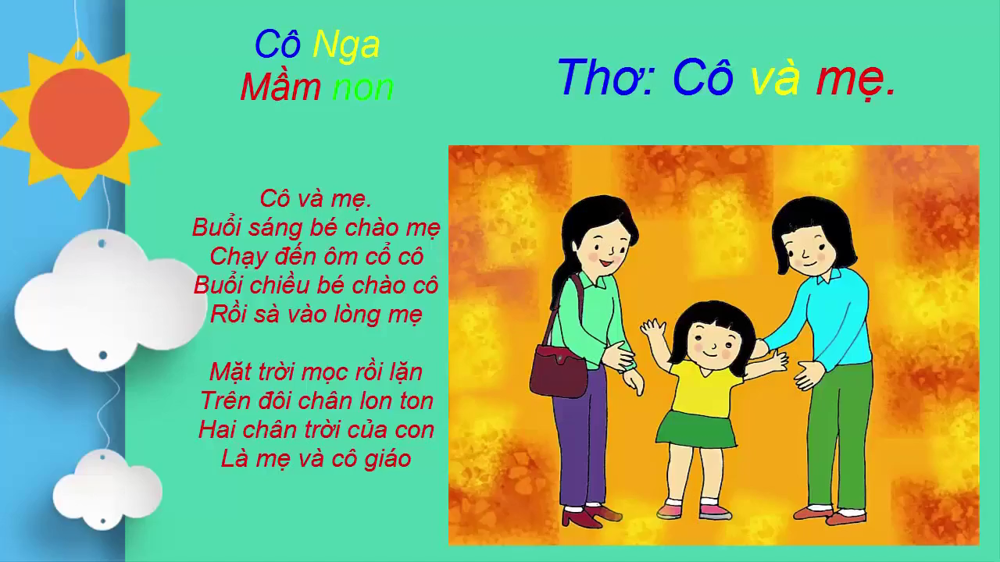 Cô Nga
Mầm non
Thơ: Cô và mẹ.
Cô và mẹ.
Buổi sáng bé chào mẹ
Chạy đến ôm cổ cô
Buổi chiều bé chào cô
Rồi sà vào lòng mẹ
Mặt trời mọc rồi lặn
Trên đôi chân lon ton
Hai chân trời của con
Là mẹ và cô giáo